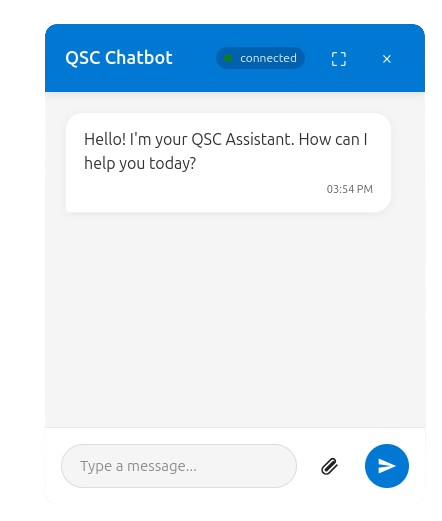 QSC Chatbot
connected
×
Hello! I'm your QSC Assistant. How can I
help you today?
03:54 PM
Type a message...